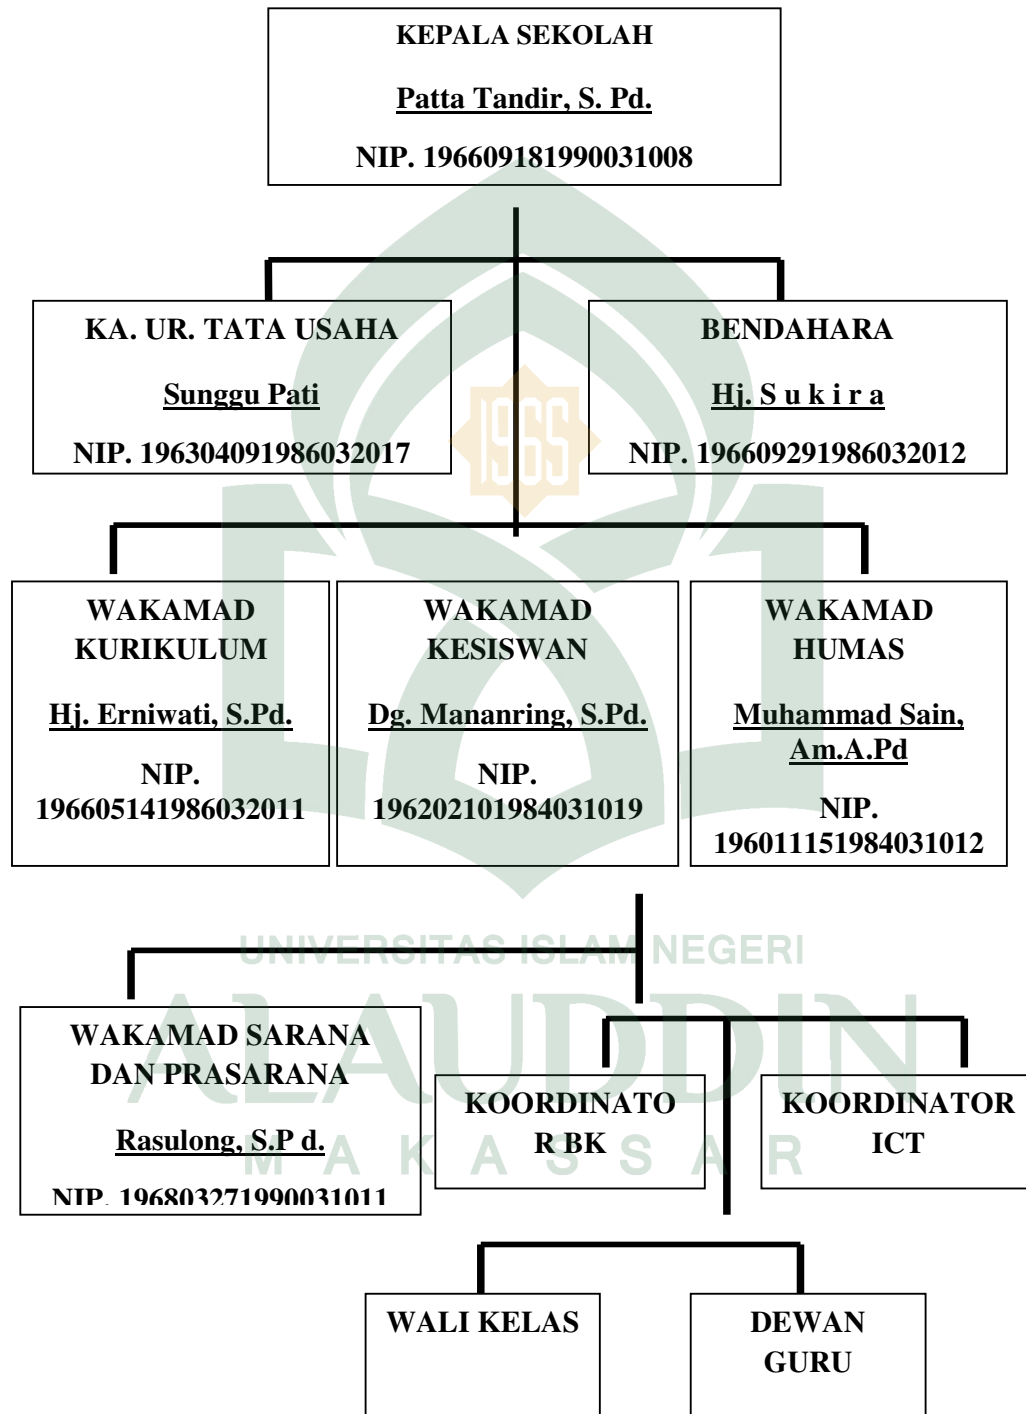 KEPALA SEKOLAH
Patta Tandir, S. Pd.
NIP. 196609181990031008
KA. UR. TATA USAHA
Sunggu Pati
NIP. 196304091986032017
BENDAHARA
Hj. S u k i r a
NIP. 196609291986032012
1965
WAKAMAD
KURIKULUM
Hj. Erniwati, S.Pd.
NIP.
196605141986032011
WAKAMAD
KESISWAN
Dg. Mananring, S.Pd.
NIP.
196202101984031019
WAKAMAD
HUMAS
Muhammad Sain,
Am.A.Pd
NIP.
196011151984031012
UNIVERSITAS ISLAM NEGERI
ALAUDDIN
MAKASSAR
WAKAMAD SARANA
DAN PRASARANA
Rasulong, S.P d.
NIP. 196803271990031011
KOORDINATO
R BK
KOORDINATOR
ICT
WALI KELAS
DEWAN
GURU